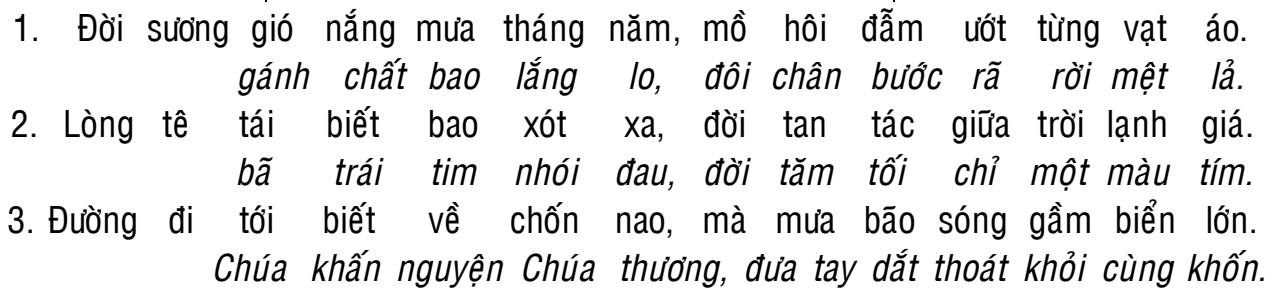 1. Đời sương gió nắng mưa tháng năm, mồ hôi đẫm ướt từng vạt áo.
gánh chất bao lắng lo, đôi chân bước rã rời mệt lả.
2. Lòng tê tái biết bao xót xa, đời tan tác giữa trời lạnh giá.
bã trái tim nhói đau, đời tăm tối chỉ một màu tím.
3. Đường đi tới biết về chốn nao, mà mưa bão sóng gầm biển lớn.
Chúa khấn nguyện Chúa thương, đưa tay dắt thoát khỏi cùng khốn.